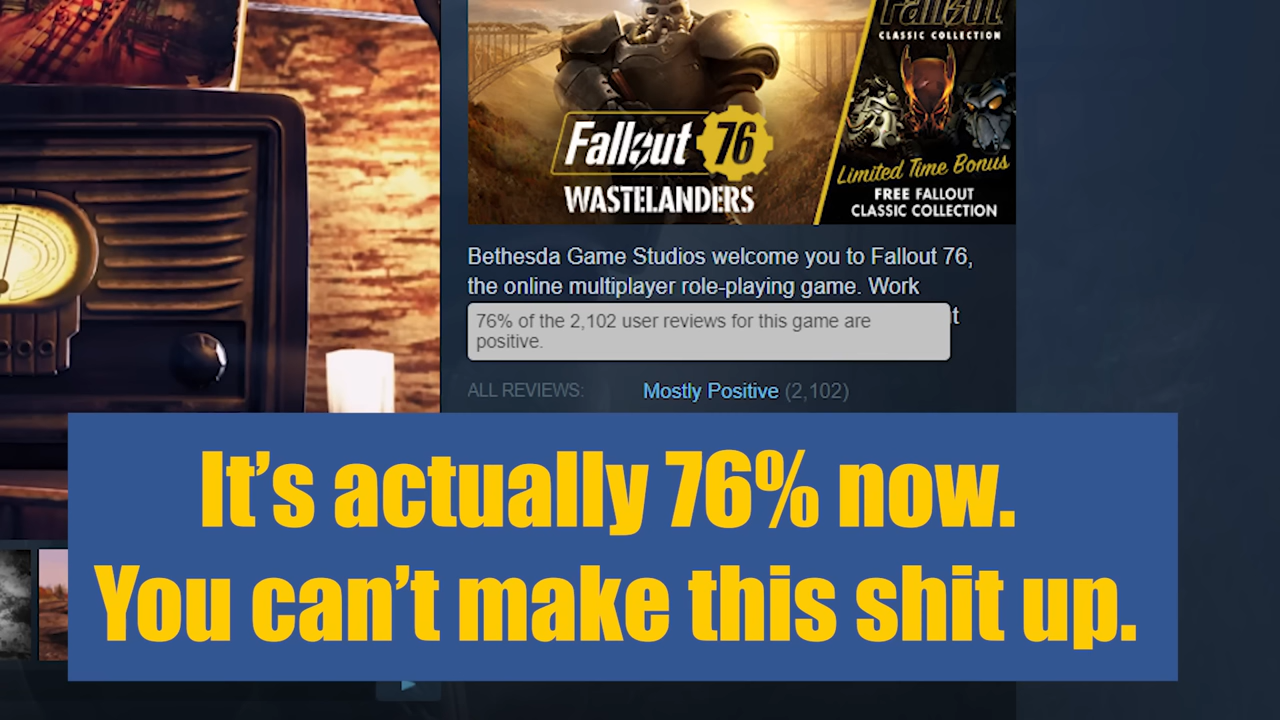 Fallout
CLASSIC COLLECTION
Fallout 76
WASTELANDERS
Limited Time Bonus
FREE FALLOUT
CLASSIC COLLECTION
Bethesda Game Studios welcome you to Fallout 76,
the online multiplayer role-playing game. Work
76% of the 2,102 user reviews for this game are
positive.
ALL REVIEWS: Mostly Positive (2,102)
It’s actually 76% now.
You can’t make this shit up.